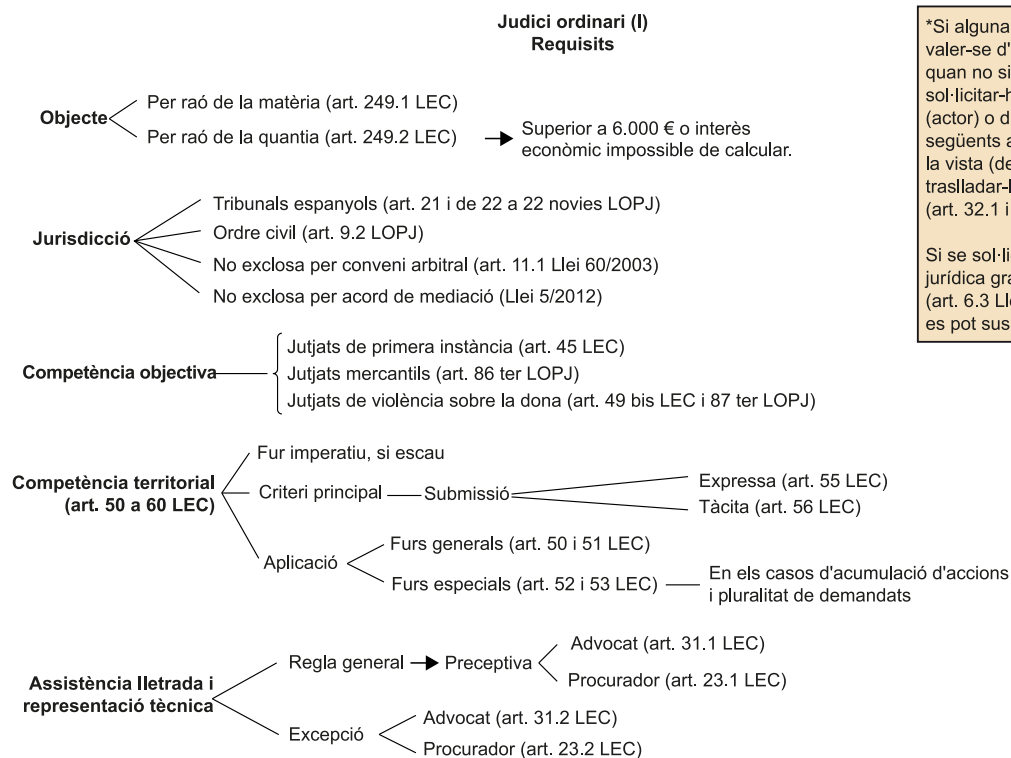 Judici ordinari (I)
Requisits
Objecte
Per raó de la matèria (art. 249.1 LEC)
Per raó de la quantia (art. 249.2 LEC)
Superior a 6.000 € o interès
econòmic impossible de calcular.
Jurisdicció
Tribunals espanyols (art. 21 i de 22 a 22 novies LOPJ)
Ordre civil (art. 9.2 LOPJ)
No exclosa per conveni arbitral (art. 11.1 Llei 60/2003)
No exclosa per acord de mediació (Llei 5/2012)
Competència objectiva
Jutjats de primera instància (art. 45 LEC)
Jutjats mercantils (art. 86 ter LOPJ)
Jutjats de violència sobre la dona (art. 49 bis LEC i 87 ter LOPJ)
Competència territorial
(art. 50 a 60 LEC)
Fur imperatiu, si escau
Criteri principal
Submissió
Expressa (art. 55 LEC)
Tàcita (art. 56 LEC)
Aplicació
Furs generals (art. 50 i 51 LEC)
Furs especials (art. 52 i 53 LEC)
En els casos d'acumulació d'accions
i pluralitat de demandats
Assistència lletrada i
representació tècnica
Regla general
Preceptiva
Advocat (art. 31.1 LEC)
Procurador (art. 23.1 LEC)
Excepció
Advocat (art. 31.2 LEC)
Procurador (art. 23.2 LEC)
*Si alguna
valer-se d'
quan no si
sol·licitar-h
(actor) o d
següents a
la vista (de
traslladar-l
(art. 32.1 i
Si se sol·li
jurídica gra
(art. 6.3 Lle
es pot sus